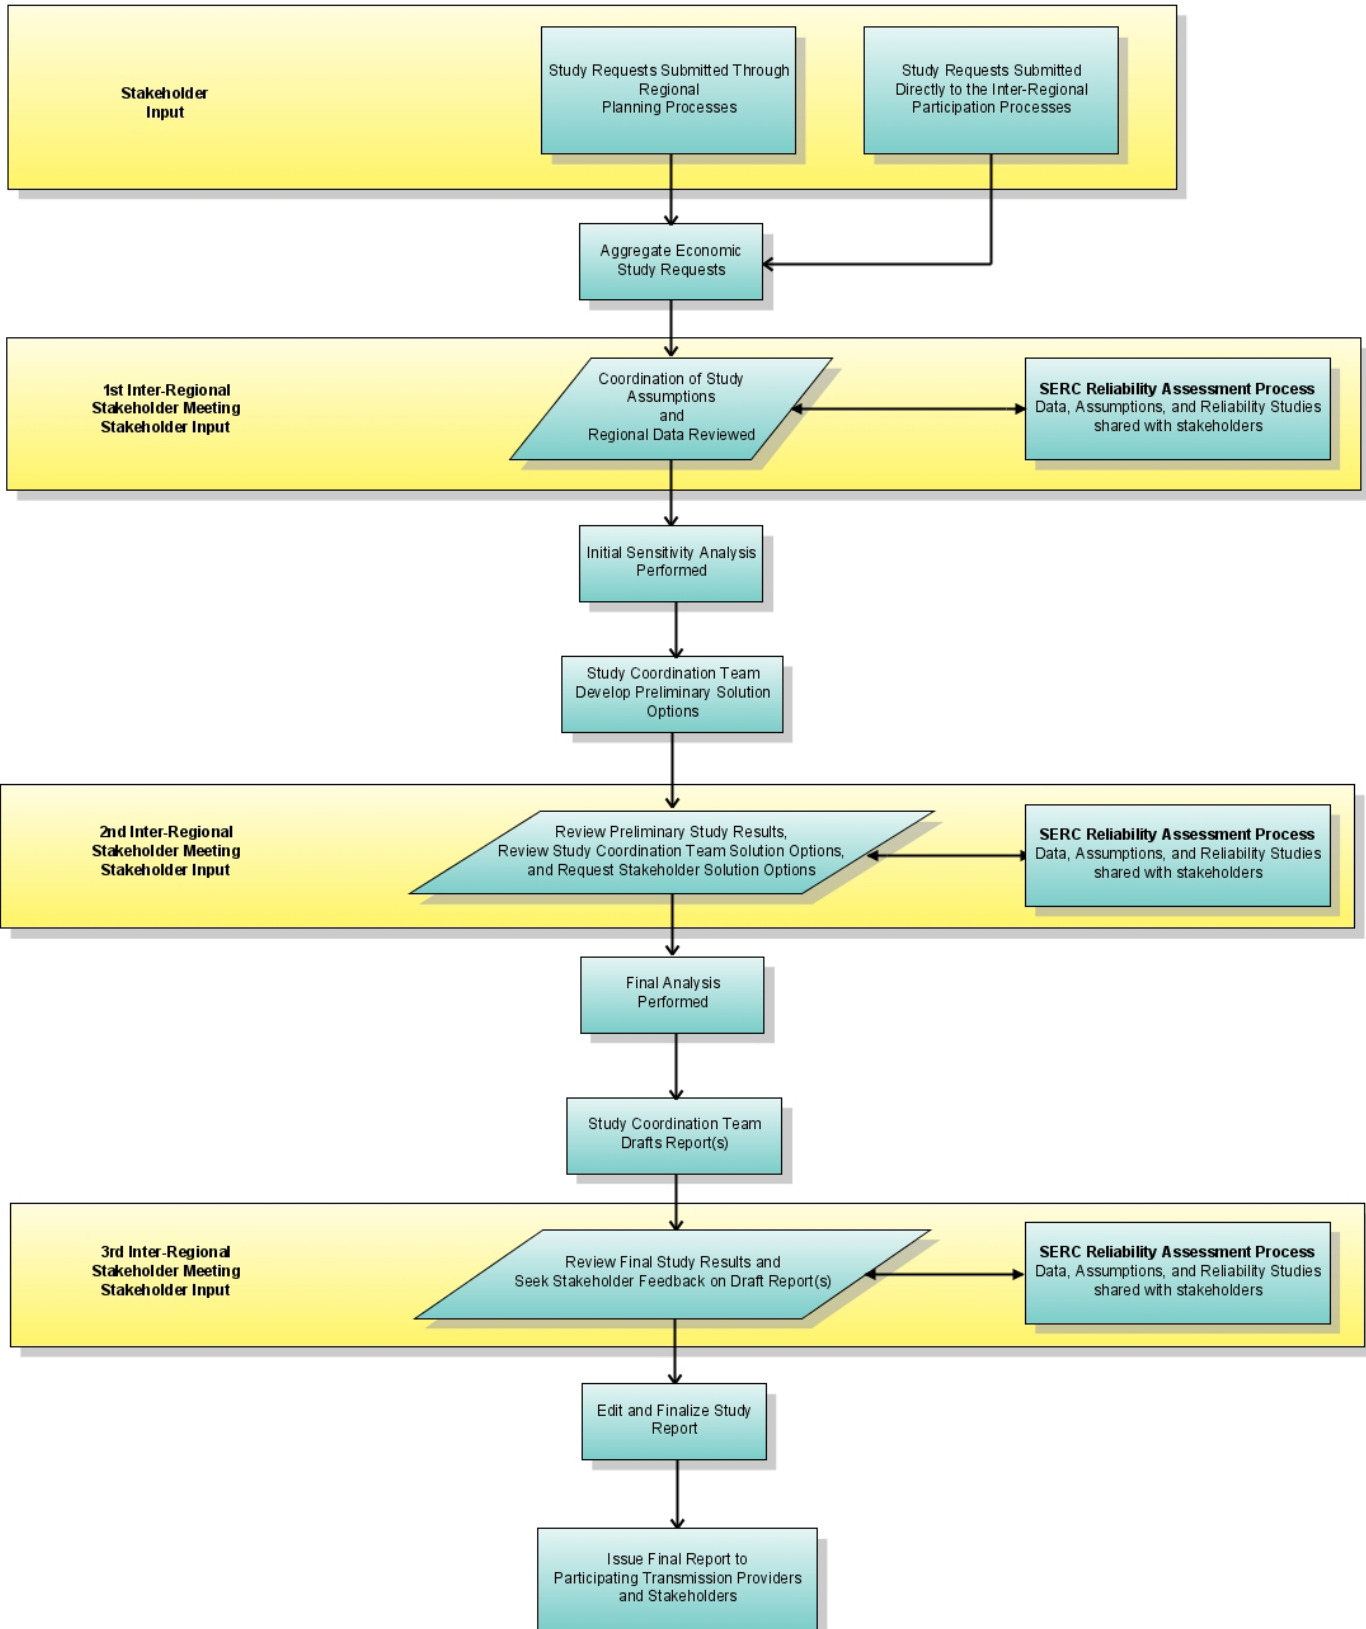 Stakeholder
Input
Study Requests Submitted Through
Regional
Planning Processes
Study Requests Submitted
Directly to the Inter-Regional
Participation Processes
Aggregate Economic
Study Requests
1st Inter-Regional
Stakeholder Meeting
Stakeholder Input
Coordination of Study
Assumptions
and
Regional Data Reviewed
SERC Reliability Assessment Process
Data, Assumptions, and Reliability Studies
shared with stakeholders
Initial Sensitivity Analysis
Performed
Study Coordination Team
Develop Preliminary Solution
Options
2nd Inter-Regional
Stakeholder Meeting
Stakeholder Input
Review Preliminary Study Results,
Review Study Coordination Team Solution Options,
and Request Stakeholder Solution Options
SERC Reliability Assessment Process
Data, Assumptions, and Reliability Studies
shared with stakeholders
Final Analysis
Performed
Study Coordination Team
Drafts Report(s)
3rd Inter-Regional
Stakeholder Meeting
Stakeholder Input
Review Final Study Results and
Seek Stakeholder Feedback on Draft Report(s)
SERC Reliability Assessment Process
Data, Assumptions, and Reliability Studies
shared with stakeholders
Edit and Finalize Study
Report
Issue Final Report to
Participating Transmission Providers
and Stakeholders